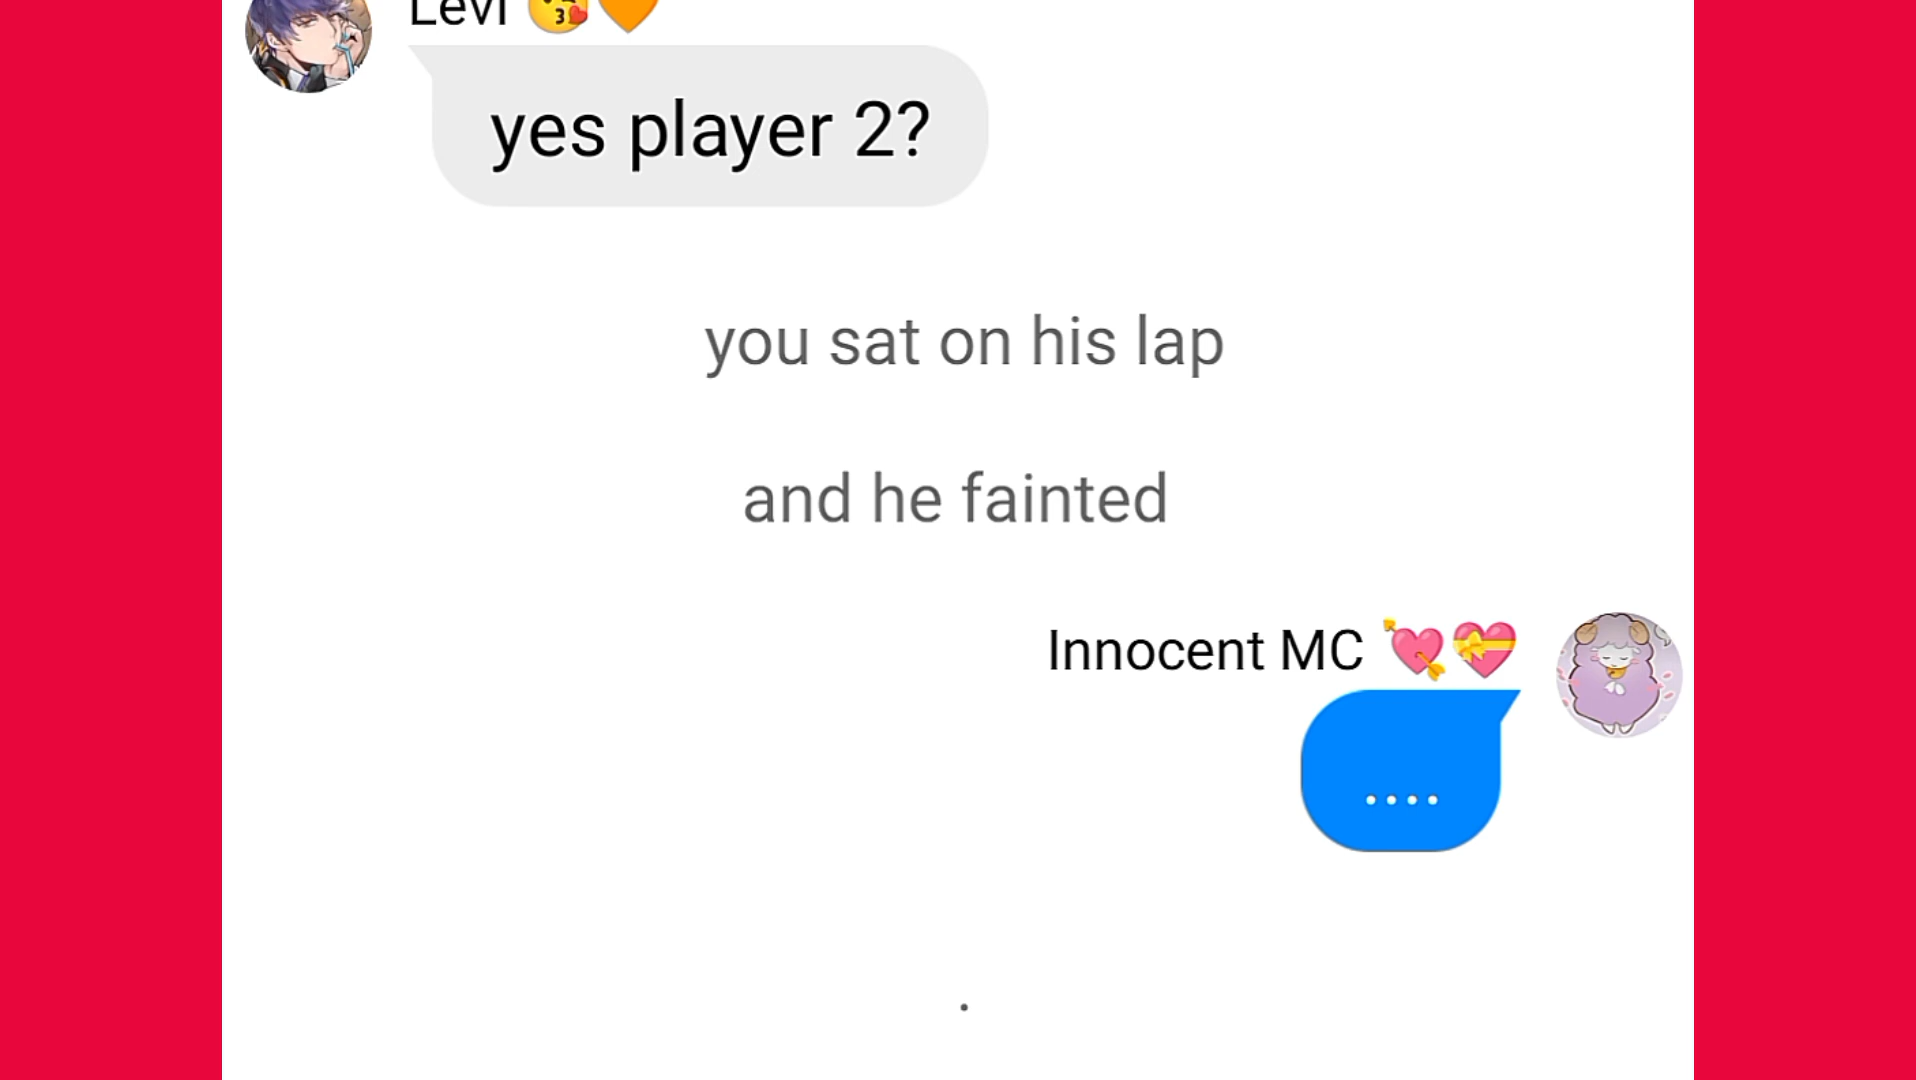 Levi 😘🧡
yes player 2?
you sat on his lap
and he fainted
Innocent MC 💘💝
....
.